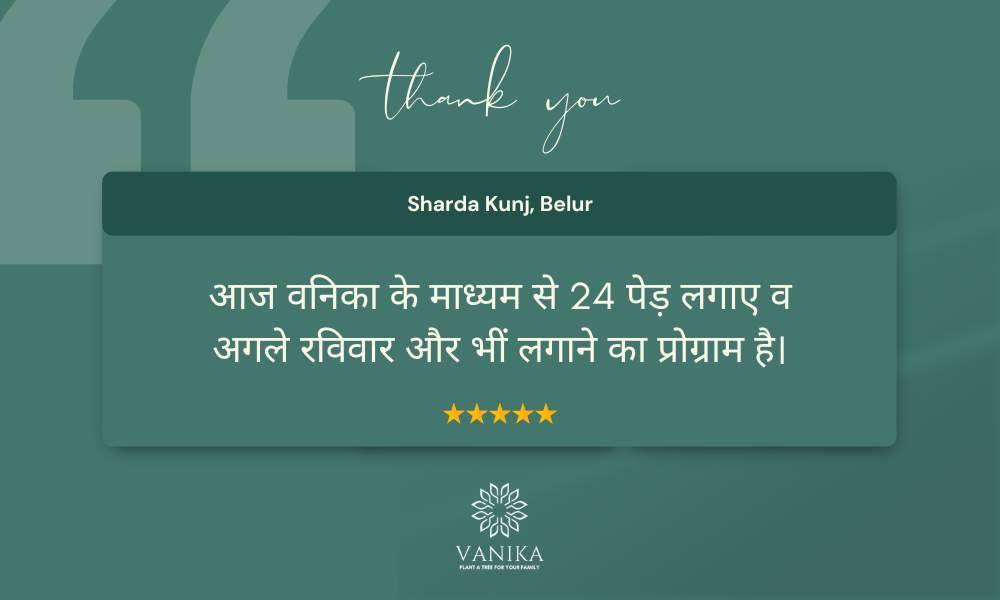 thank you
Sharda Kunj, Belur
आज वनिका के माध्यम से 24 पेड़ लगाए व
अगले रविवार और भीं लगाने का प्रोग्राम है।
VANIKA
PLANT A TREE FOR YOUR FAMILY